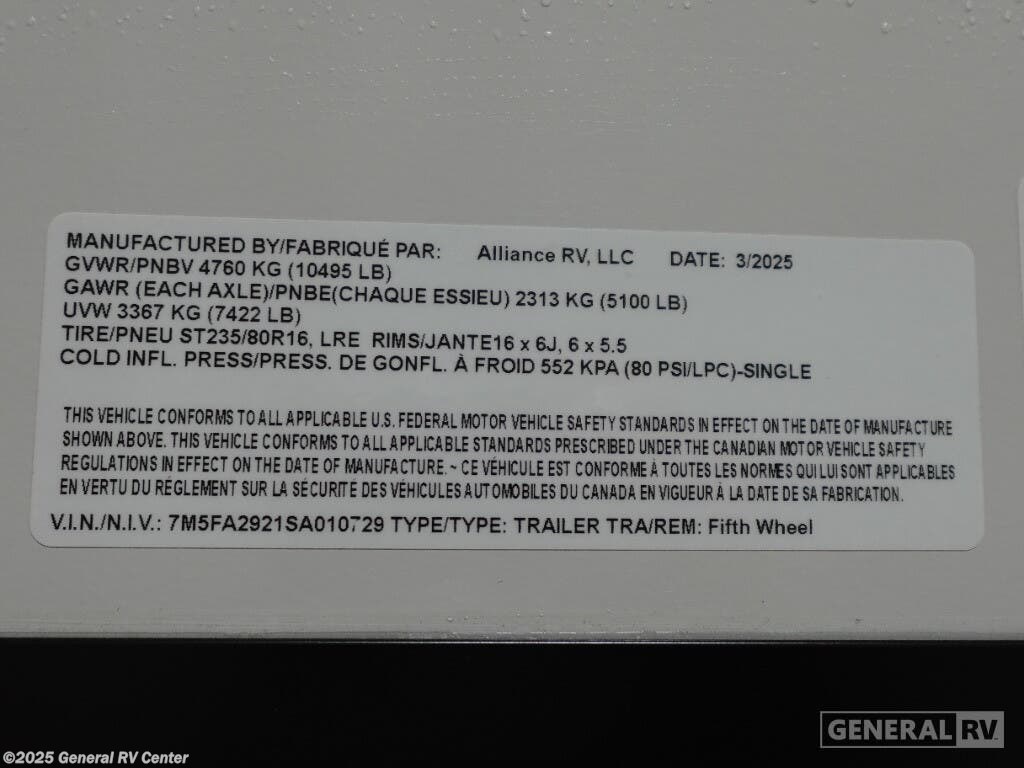 MANUFACTURED BY/FABRIQUÉ PAR: Alliance RV, LLC DATE: 3/2025
GVWR/PNBV 4760 KG (10495 LB)
GAWR (EACH AXLE)/PNBE(CHAQUE ESSIEU) 2313 KG (5100 LB)
UVW 3367 KG (7422 LB)
TIRE/PNEU ST235/80R16, LRE RIMS/JANTE16 x 6J, 6 x 5.5
COLD INFL. PRESS/PRESS. DE GONFL. À FROID 552 KPA (80 PSI/LPC)-SINGLE
THIS VEHICLE CONFORMS TO ALL APPLICABLE U.S. FEDERAL MOTOR VEHICLE SAFETY STANDARDS IN EFFECT ON THE DATE OF MANUFACTURE
SHOWN ABOVE. THIS VEHICLE CONFORMS TO ALL APPLICABLE STANDARDS PRESCRIBED UNDER THE CANADIAN MOTOR VEHICLE SAFETY
REGULATIONS IN EFFECT ON THE DATE OF MANUFACTURE. ~ CE VÉHICULE EST CONFORME À TOUTES LES NORMES QUI LUI SONT APPLICABLES
EN VERTU DU RÉGLEMENT SUR LA SÉCURITÉ DES VÉHICULES AUTOMOBILES DU CANADA EN VIGUEUR À LA DATE DE SA FABRICATION.
V.I.N./N.I.V.: 7M5FA2921SA010729 TYPE/TYPE: TRAILER TRA/REM: Fifth Wheel
GENERAL RV
©2025 General RV Center